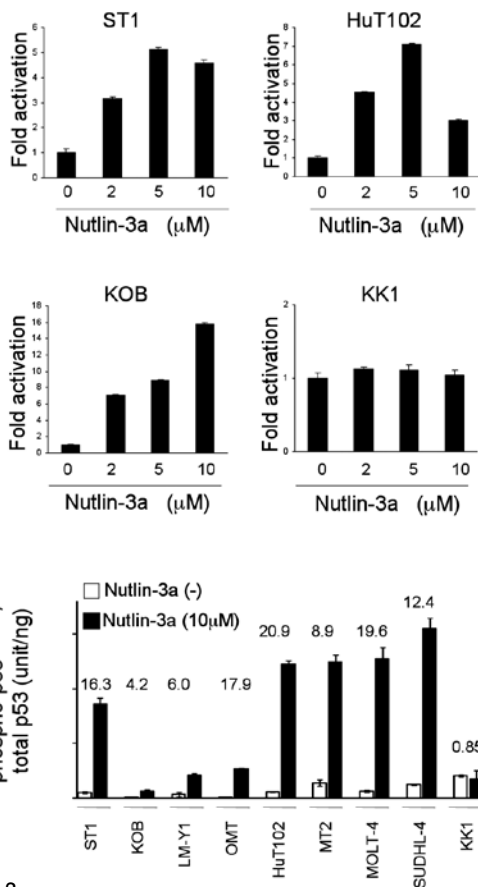 ST1
HuT102
Fold activation
6
5
4
3
2
1
0
0 2 5 10
Nutlin-3a (μM)
Fold activation
8
7
6
5
4
3
2
1
0
0 2 5 10
Nutlin-3a (μM)
KOB
KK1
Fold activation
18
16
14
12
10
8
6
4
2
0
0 2 5 10
Nutlin-3a (μM)
Fold activation
2
1
0
0 2 5 10
Nutlin-3a (μM)
total p53 (unit/ng)
Nutlin-3a (-)
Nutlin-3a (10μM)
16.3 4.2 6.0 17.9 20.9 8.9 19.6 12.4 0.85
ST1
KOB
LM-Y1
OMT
HuT102
MT2
MOLT-4
SUDHL-4
KK1